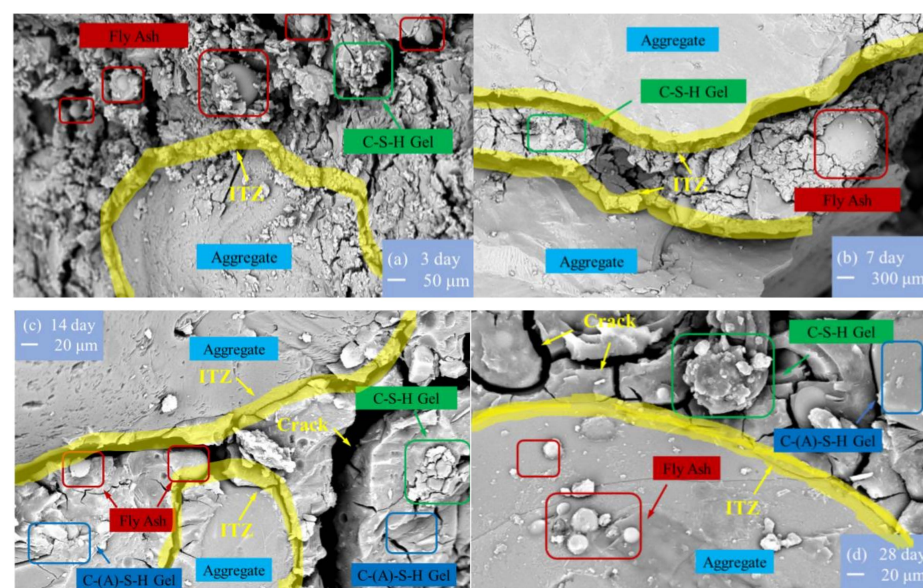 Fly Ash
C-S-H Gel
ITZ
Aggregate
(a) 3 day
50 μm
Aggregate
C-S-H Gel
ITZ
Fly Ash
Aggregate
(b) 7 day
300 μm
(c) 14 day
20 μm
Aggregate
ITZ
C-S-H Gel
Crack
ITZ
Fly Ash
C-(A)-S-H Gel
Aggregate
C-(A)-S-H Gel
Crack
C-S-H Gel
C-(A)-S-H Gel
Fly Ash
ITZ
Aggregate
(d) 28 day
20 μm